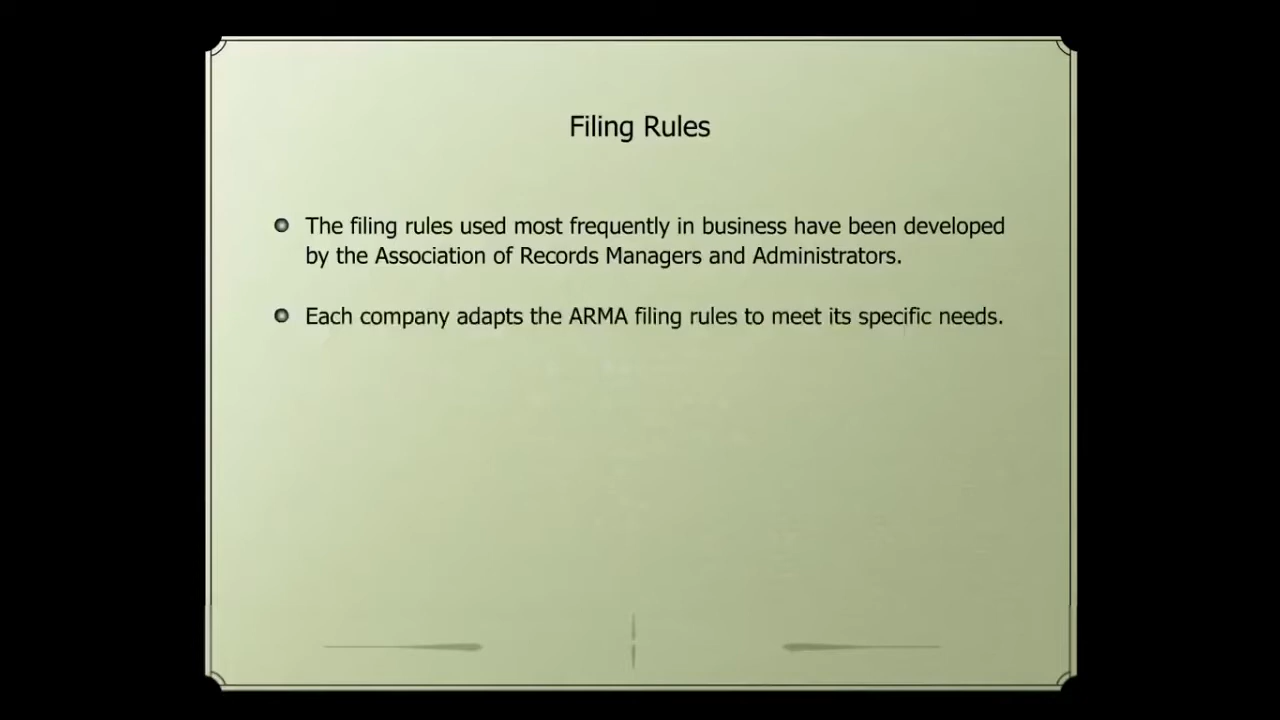 Filing Rules
The filing rules used most frequently in business have been developed
by the Association of Records Managers and Administrators.
Each company adapts the ARMA filing rules to meet its specific needs.